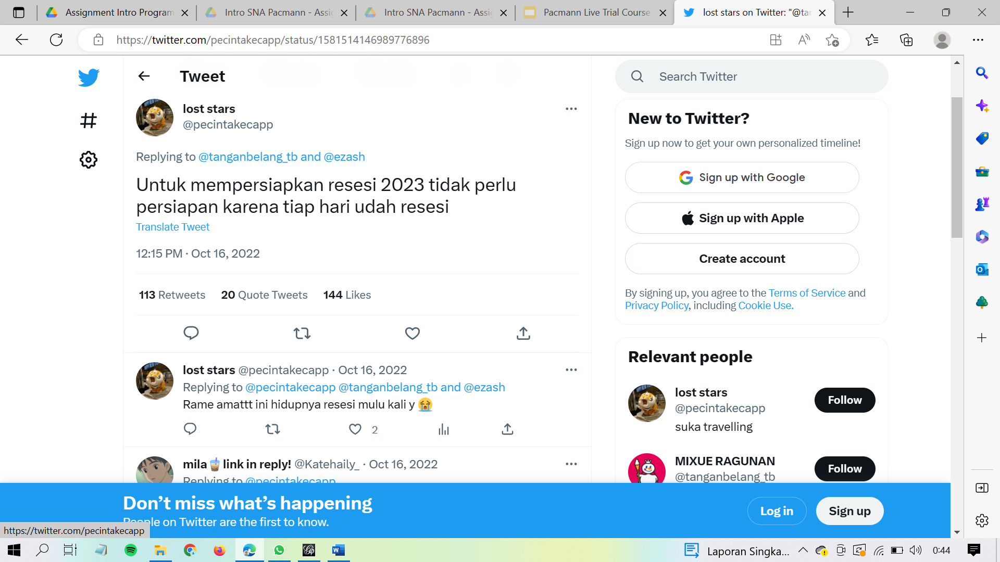 Assignment Intro Program
Intro SNA Pacmann - Assig
Intro SNA Pacmann - Assig
Pacmann Live Trial Course
lost stars on Twitter: "@tan
https://twitter.com/pecintakecapp/status/1581514146989776896
Tweet
lost stars
@pecintakecapp
Replying to @tanganbelang_tb and @ezash
Untuk mempersiapkan resesi 2023 tidak perlu
persiapan karena tiap hari udah resesi
Translate Tweet
12:15 PM · Oct 16, 2022
113 Retweets 20 Quote Tweets 144 Likes
lost stars @pecintakecapp · Oct 16, 2022
Replying to @pecintakecapp @tanganbelang_tb and @ezash
Rame amattt ini hidupnya resesi mulu kali y 😭
2
mila🧋link in reply! @Katehaily_ · Oct 16, 2022
Replying to @pecintakecapp
Search Twitter
New to Twitter?
Sign up now to get your own personalized timeline!
Sign up with Google
Sign up with Apple
Create account
By signing up, you agree to the Terms of Service and
Privacy Policy, including Cookie Use.
Relevant people
lost stars
@pecintakecapp
Follow
suka travelling
MIXUE RAGUNAN
@tanganbelang_tb
Follow
Don't miss what's happening
People on Twitter are the first to know.
Log in
Sign up
https://twitter.com/pecintakecapp
Laporan Singka...
0:44